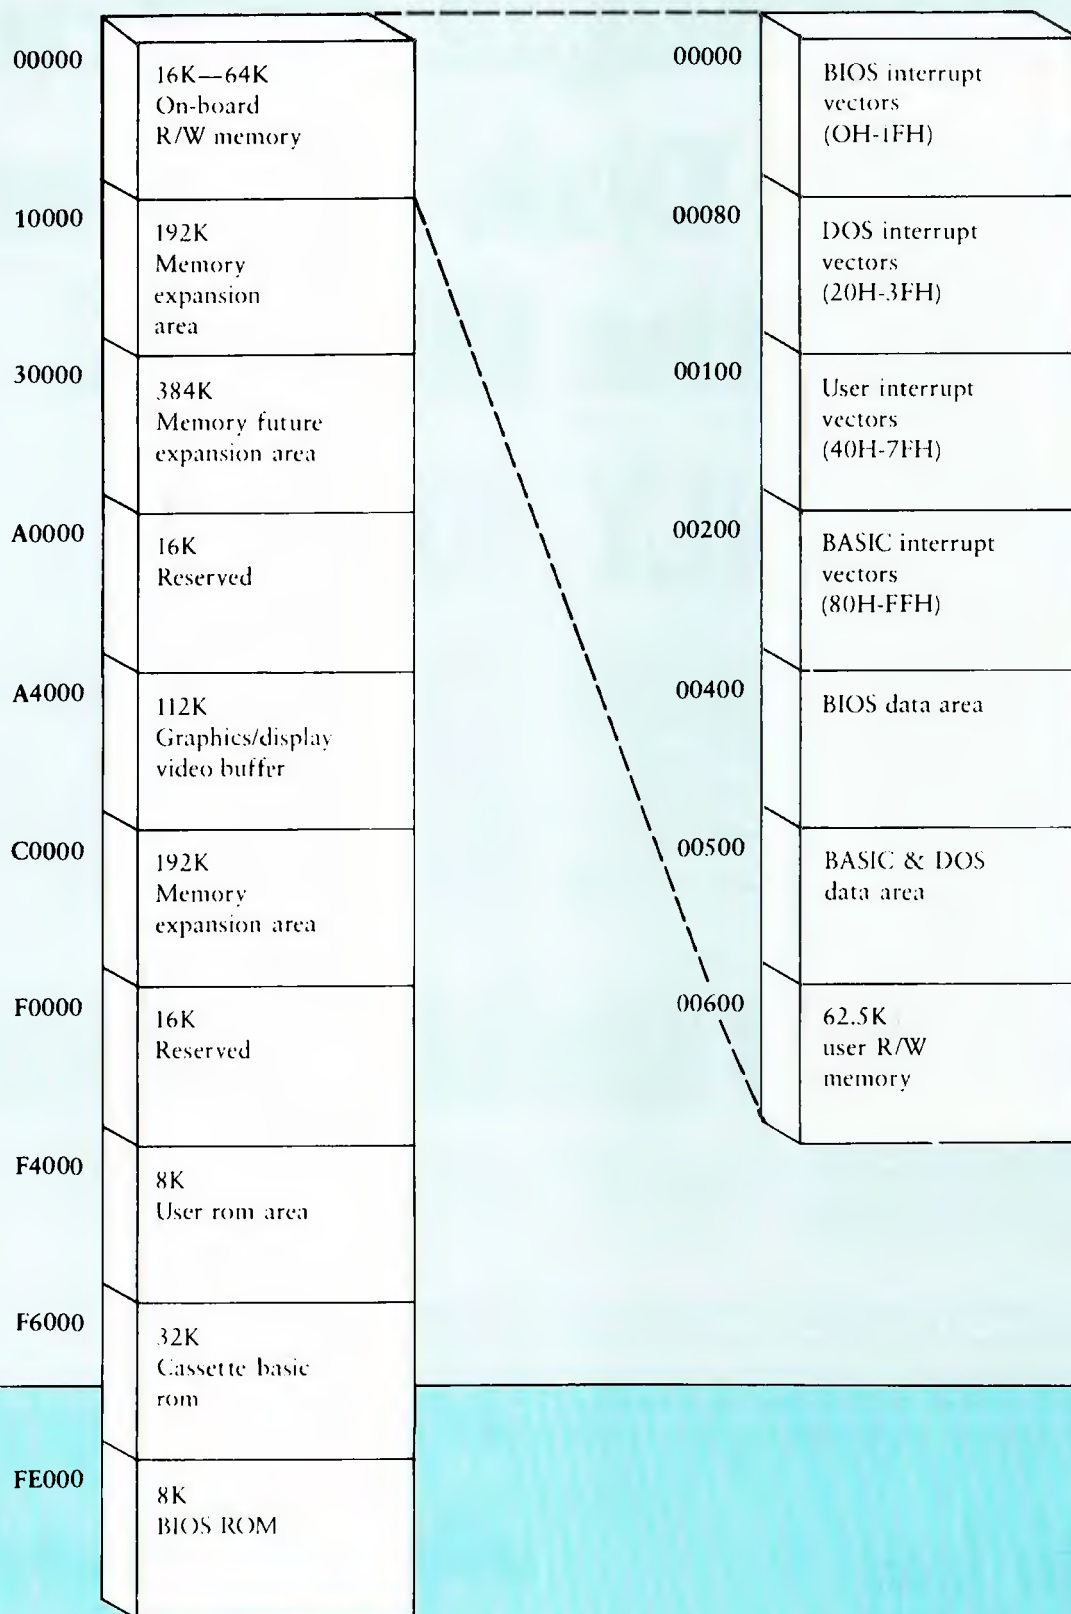 00000
16K—64K
On-board
R/W memory
10000
192K
Memory
expansion
area
30000
384K
Memory future
expansion area
A0000
16K
Reserved
A4000
112K
Graphics/display
video buffer
C0000
192K
Memory
expansion area
F0000
16K
Reserved
F4000
8K
User rom area
F6000
32K
Cassette basic
rom
FE000
8K
BIOS ROM
00000
BIOS interrupt
vectors
(OH-1FH)
00080
DOS interrupt
vectors
(20H-3FH)
00100
User interrupt
vectors
(40H-7FH)
00200
BASIC interrupt
vectors
(80H-FFH)
00400
BIOS data area
00500
BASIC & DOS
data area
00600
62.5K
user R/W
memory